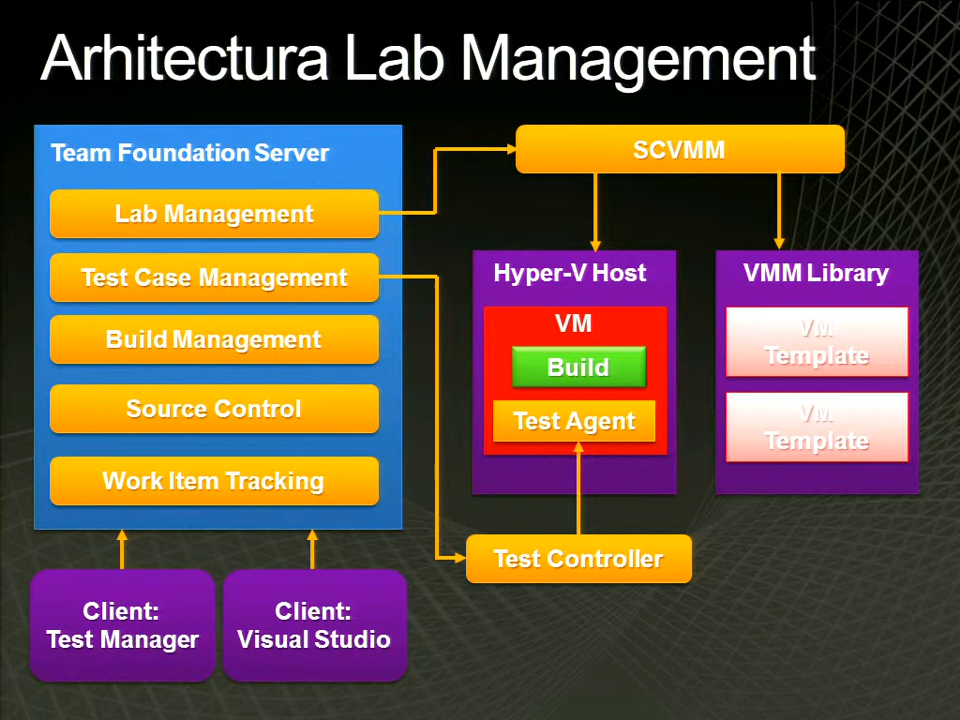 Arhitectura Lab Management
Team Foundation Server
Lab Management
Test Case Management
Build Management
Source Control
Work Item Tracking
SCVMM
Hyper-V Host
VM
Build
Test Agent
VMM Library
VM
Template
VM
Template
Test Controller
Client:
Test Manager
Client:
Visual Studio